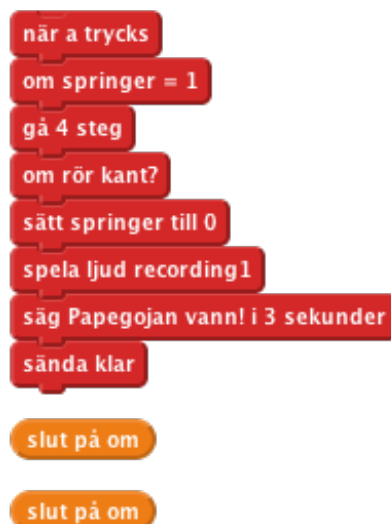 när a trycks
om springer = 1
gå 4 steg
om rör kant?
sätt springer till 0
spela ljud recording1
säg Papegojan vann! i 3 sekunder
sända klar
slut på om
slut på om